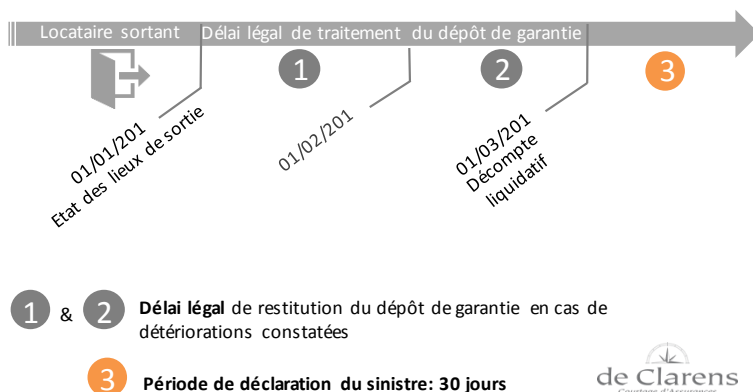 Locataire sortant Délai légal de traitement du dépôt de garantie
1 2 3
01/01/201
Etat des lieux de sortie
01/02/201
01/03/201
Décompte
liquidatif
1 & 2 Délai légal de restitution du dépôt de garantie en cas de
détériorations constatées
3 Période de déclaration du sinistre: 30 jours
de Clarens
Courtage d'Assurances